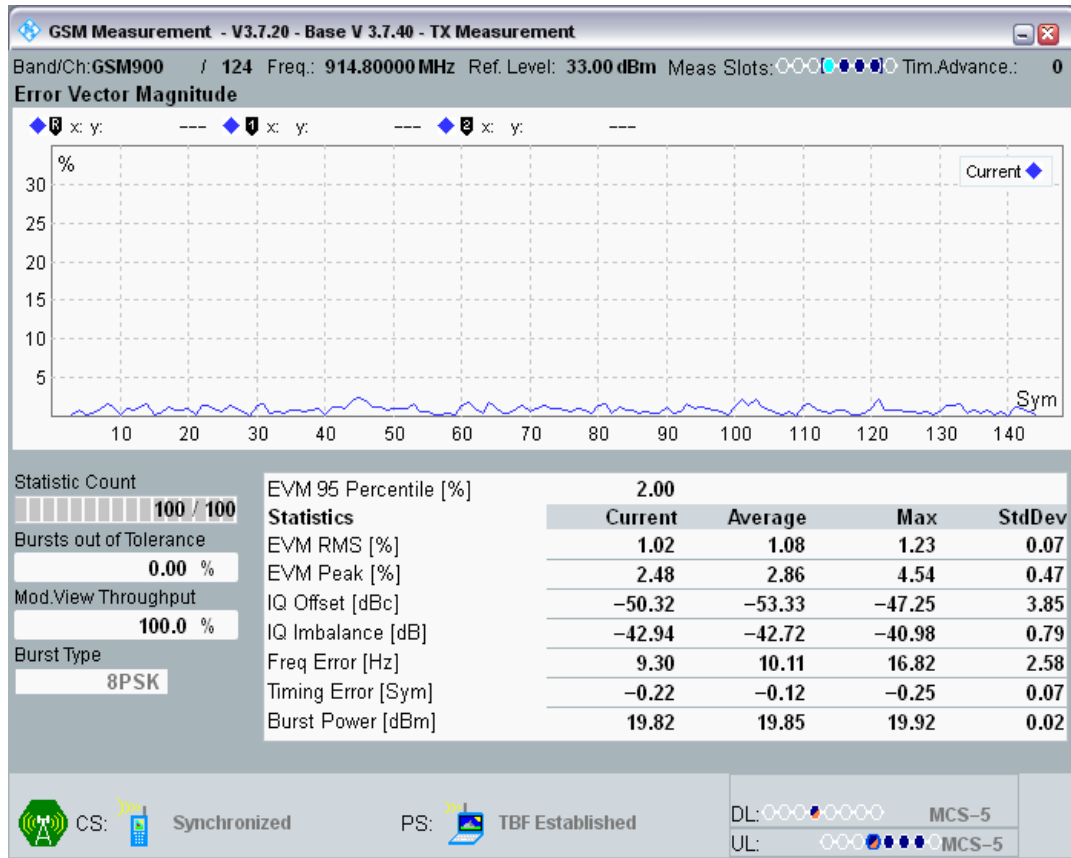 GSM Measurement - V3.7.20 - Base V 3.7.40 - TX Measurement
Band/Ch:GSM900 / 124 Freq.: 914.80000 MHz Ref. Level: 33.00 dBm Meas Slots: Tim.Advance.: 0
Error Vector Magnitude
R x: y: --- 1 x: y: --- 2 x: y: ---
%
Current
30
25
20
15
10
5
Sym
10 20 30 40 50 60 70 80 90 100 110 120 130 140
Statistic Count
100 / 100
Bursts out of Tolerance
0.00 %
Mod.View Throughput
100.0 %
Burst Type
8PSK
EVM 95 Percentile [%] 2.00
Statistics Current Average Max StdDev
EVM RMS [%] 1.02 1.08 1.23 0.07
EVM Peak [%] 2.48 2.86 4.54 0.47
IQ Offset [dBc] −50.32 −53.33 −47.25 3.85
IQ Imbalance [dB] −42.94 −42.72 −40.98 0.79
Freq Error [Hz] 9.30 10.11 16.82 2.58
Timing Error [Sym] −0.22 −0.12 −0.25 0.07
Burst Power [dBm] 19.82 19.85 19.92 0.02
CS: Synchronized PS: TBF Established
DL: MCS−5
UL: MCS−5